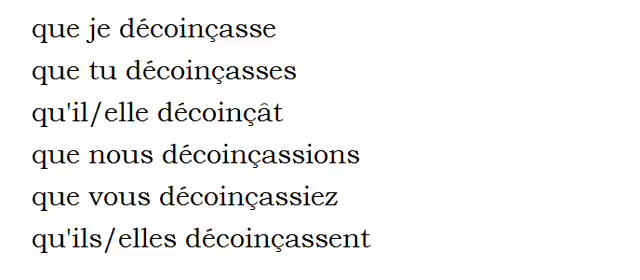 que je décoinçasse
que tu décoinçasses
qu'il/elle décoinçât
que nous décoinçassions
que vous décoinçassiez
qu'ils/elles décoinçassent